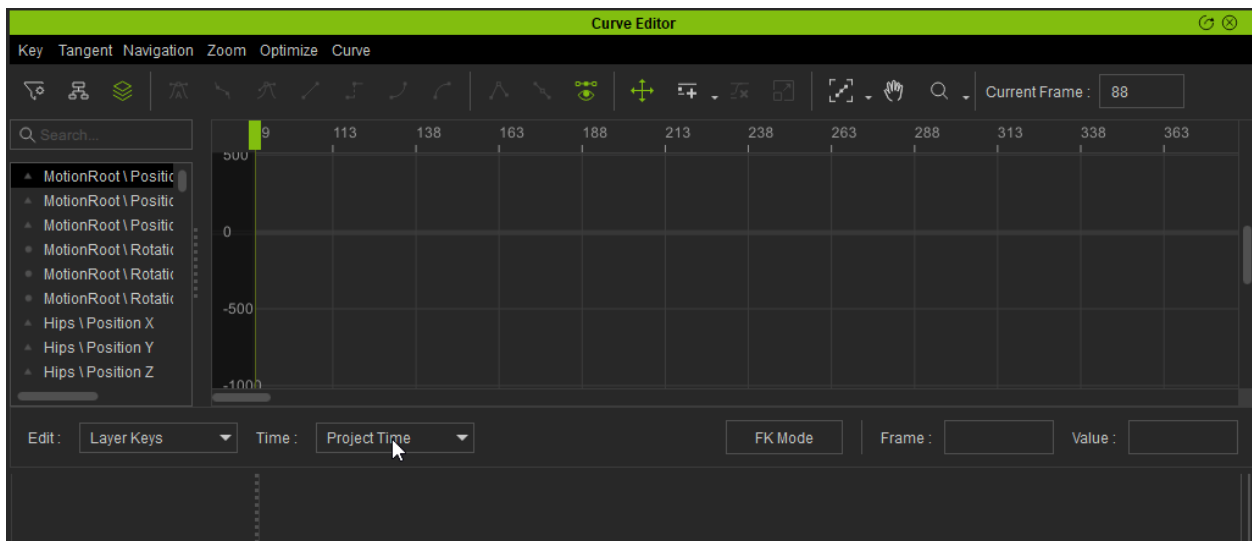 Curve Editor
Key Tangent Navigation Zoom Optimize Curve
Current Frame : 88
Search...
9 113 138 163 188 213 238 263 288 313 338 363
500
MotionRoot \ Positic
MotionRoot \ Positic
MotionRoot \ Positic
0
MotionRoot \ Rotatic
MotionRoot \ Rotatic
MotionRoot \ Rotatic
-500
Hips \ Position X
Hips \ Position Y
Hips \ Position Z
-1000
Edit : Layer Keys Time : Project Time FK Mode Frame : Value :